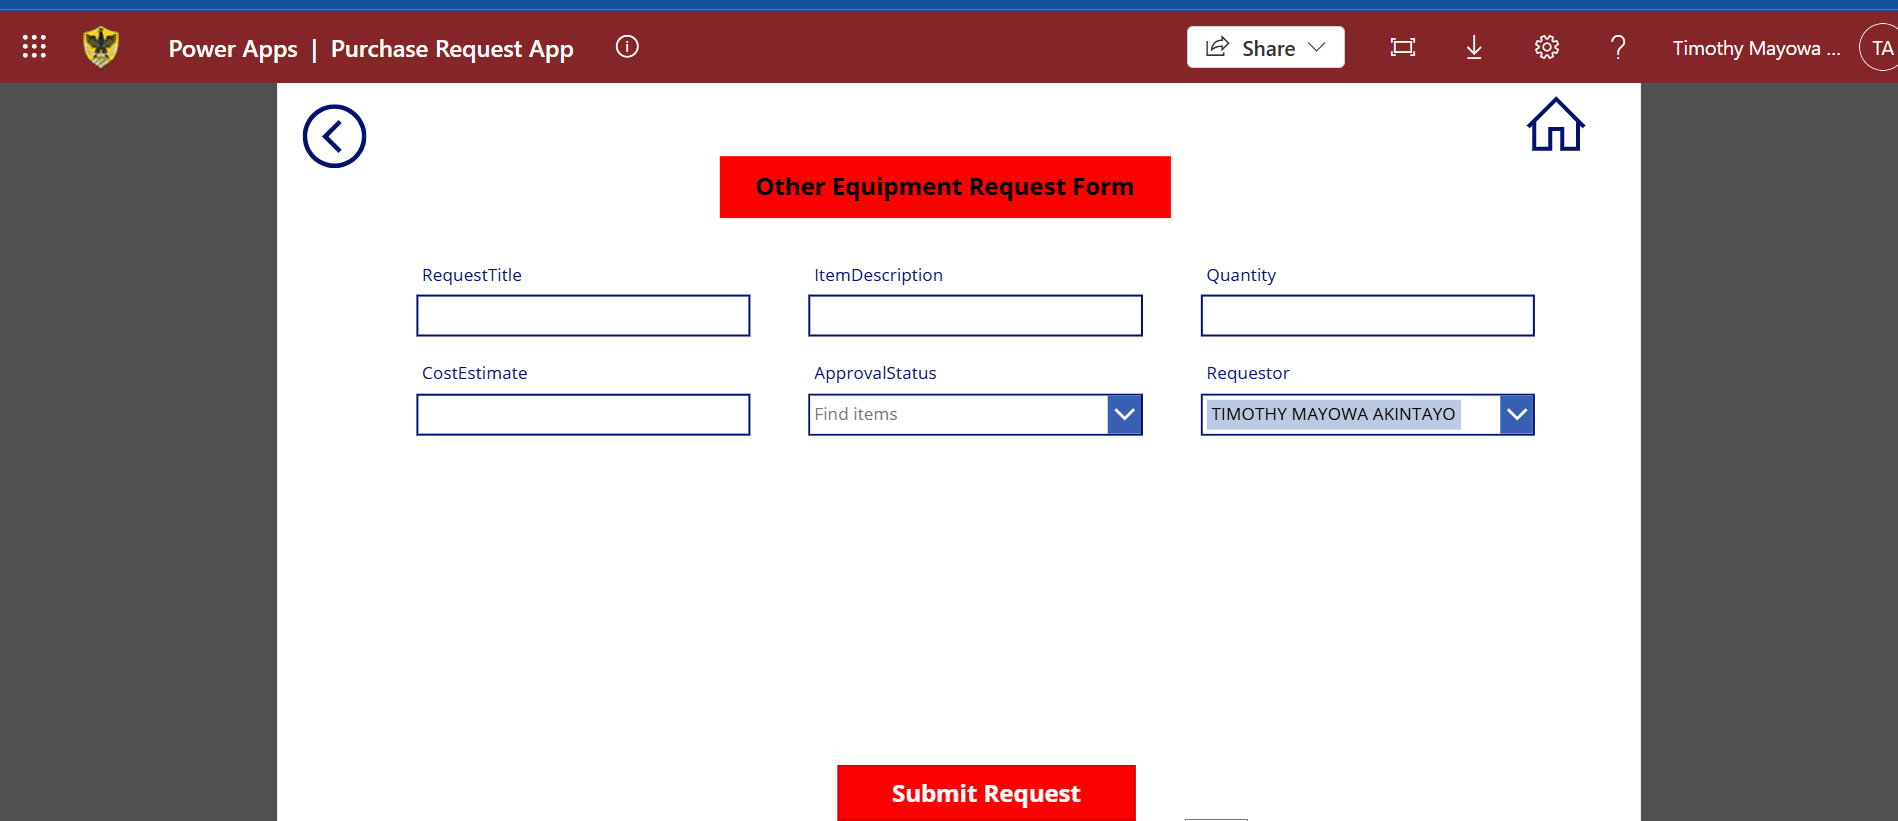 Power Apps | Purchase Request App
Share
Timothy Mayowa ...
TA
Other Equipment Request Form
RequestTitle
ItemDescription
Quantity
CostEstimate
ApprovalStatus
Requestor
Find items
TIMOTHY MAYOWA AKINTAYO
Submit Request